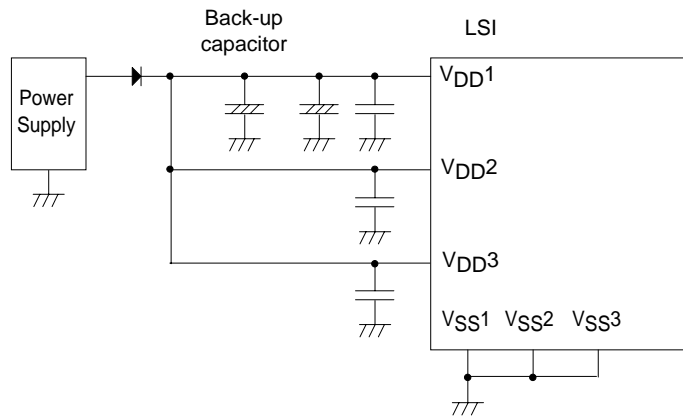 Back-up
capacitor
LSI
Power
Supply
VDD1
VDD2
VDD3
VSS1 VSS2 VSS3